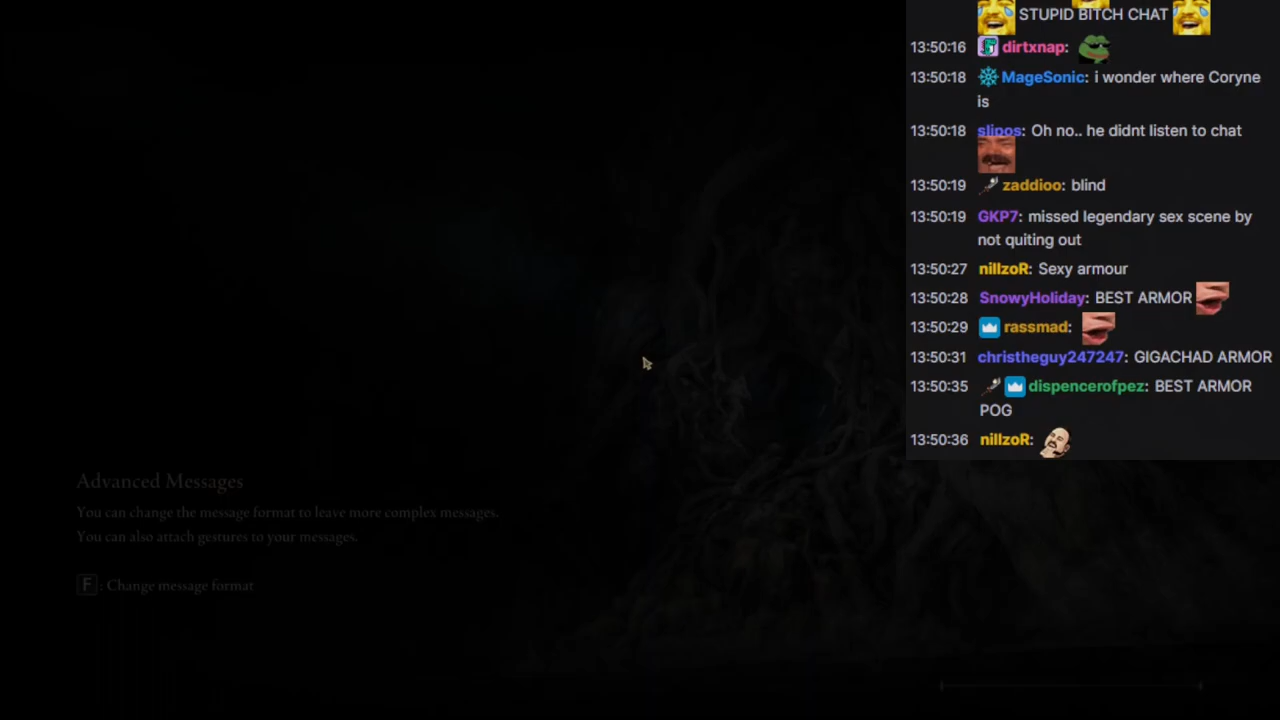 STUPID BITCH CHAT
13:50:16 dirtxnap:
13:50:18 MageSonic: i wonder where Coryne
is
13:50:18 slipos: Oh no.. he didnt listen to chat
13:50:19 zaddioo: blind
13:50:19 GKP7: missed legendary sex scene by
not quiting out
13:50:27 nillzoR: Sexy armour
13:50:28 SnowyHoliday: BEST ARMOR
13:50:29 rassmad:
13:50:31 christheguy247247: GIGACHAD ARMOR
13:50:35 dispencerofpez: BEST ARMOR
POG
13:50:36 nillzoR:
Advanced Messages
You can change the message format to leave more complex messages.
You can also attach gestures to your messages.
F: Change message format